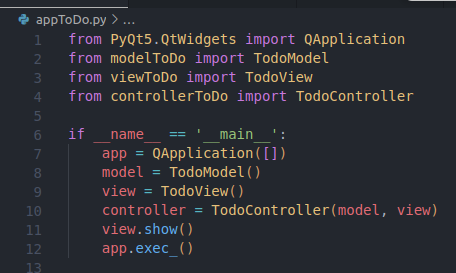 appToDo.py > ...
1 from PyQt5.QtWidgets import QApplication
2 from modelToDo import TodoModel
3 from viewToDo import TodoView
4 from controllerToDo import TodoController
5
6 if __name__ == '__main__':
7     app = QApplication([])
8     model = TodoModel()
9     view = TodoView()
10     controller = TodoController(model, view)
11     view.show()
12     app.exec_()
13